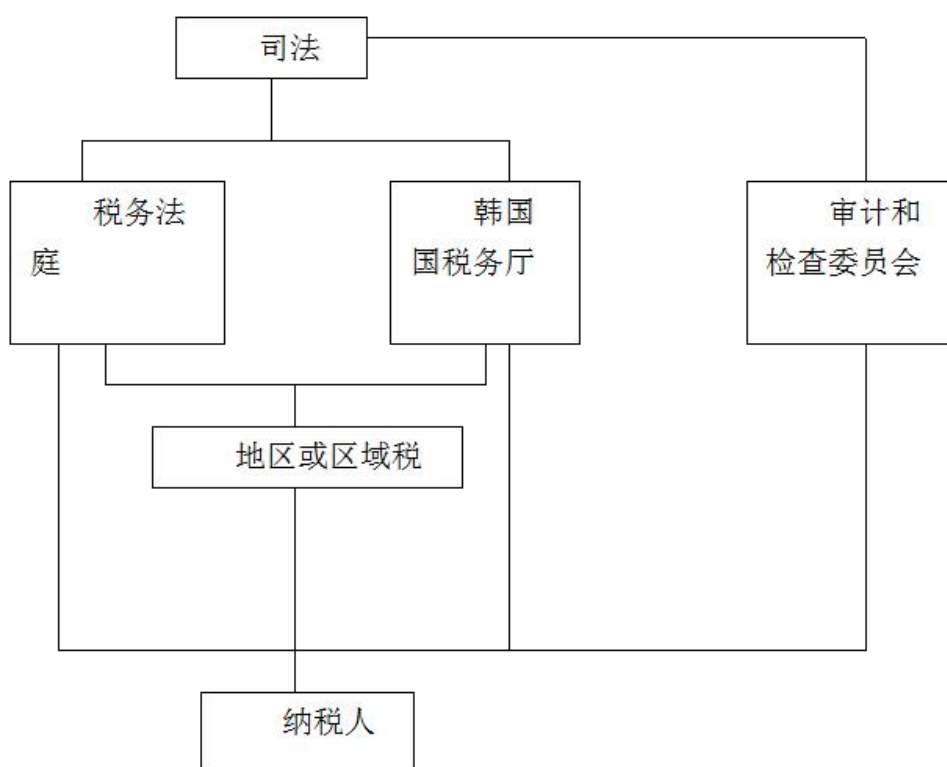 司法
税务法
庭
韩国
国税务厅
审计和
检查委员会
地区或区域税
纳税人